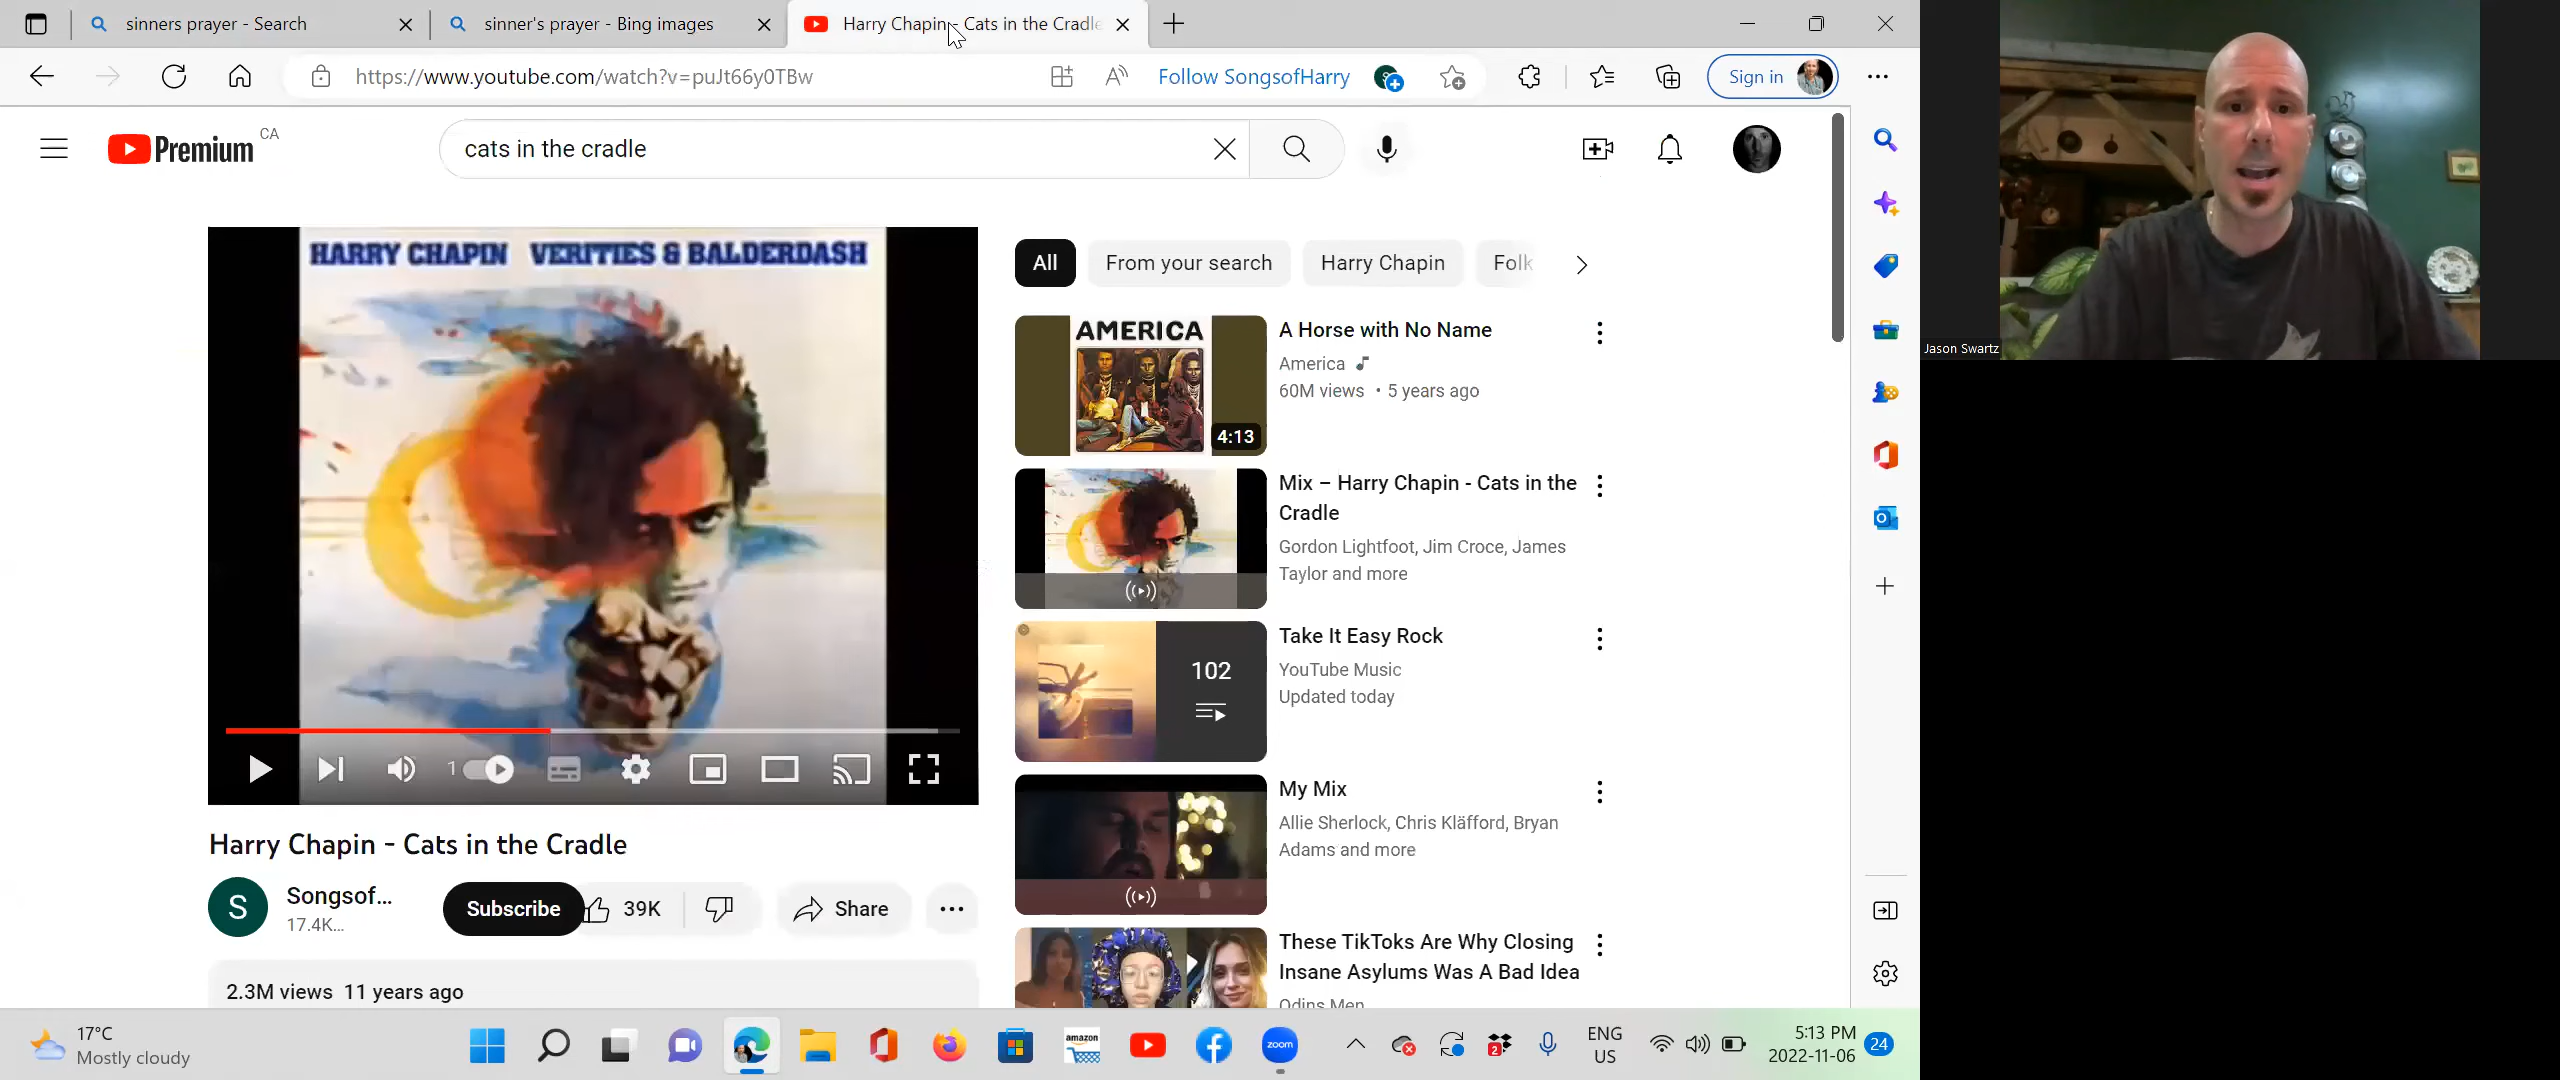 sinners prayer - Search
sinner's prayer - Bing images
Harry Chapin - Cats in the Cradle
https://www.youtube.com/watch?v=puJt66y0TBw
Follow SongsofHarry
Sign in
Premium
CA
cats in the cradle
HARRY CHAPIN VERITIES & BALDERDASH
1
Harry Chapin - Cats in the Cradle
S
Songsof...
17.4K...
Subscribe
39K
Share
2.3M views 11 years ago
All
From your search
Harry Chapin
Folk
AMERICA
4:13
A Horse with No Name
America
60M views • 5 years ago
Mix – Harry Chapin - Cats in the
Cradle
Gordon Lightfoot, Jim Croce, James
Taylor and more
102
Take It Easy Rock
YouTube Music
Updated today
My Mix
Allie Sherlock, Chris Kläfford, Bryan
Adams and more
These TikToks Are Why Closing
Insane Asylums Was A Bad Idea
Odins Men
Jason Swartz
17°C
Mostly cloudy
amazon
zoom
2
ENG
US
5:13 PM
2022-11-06
24